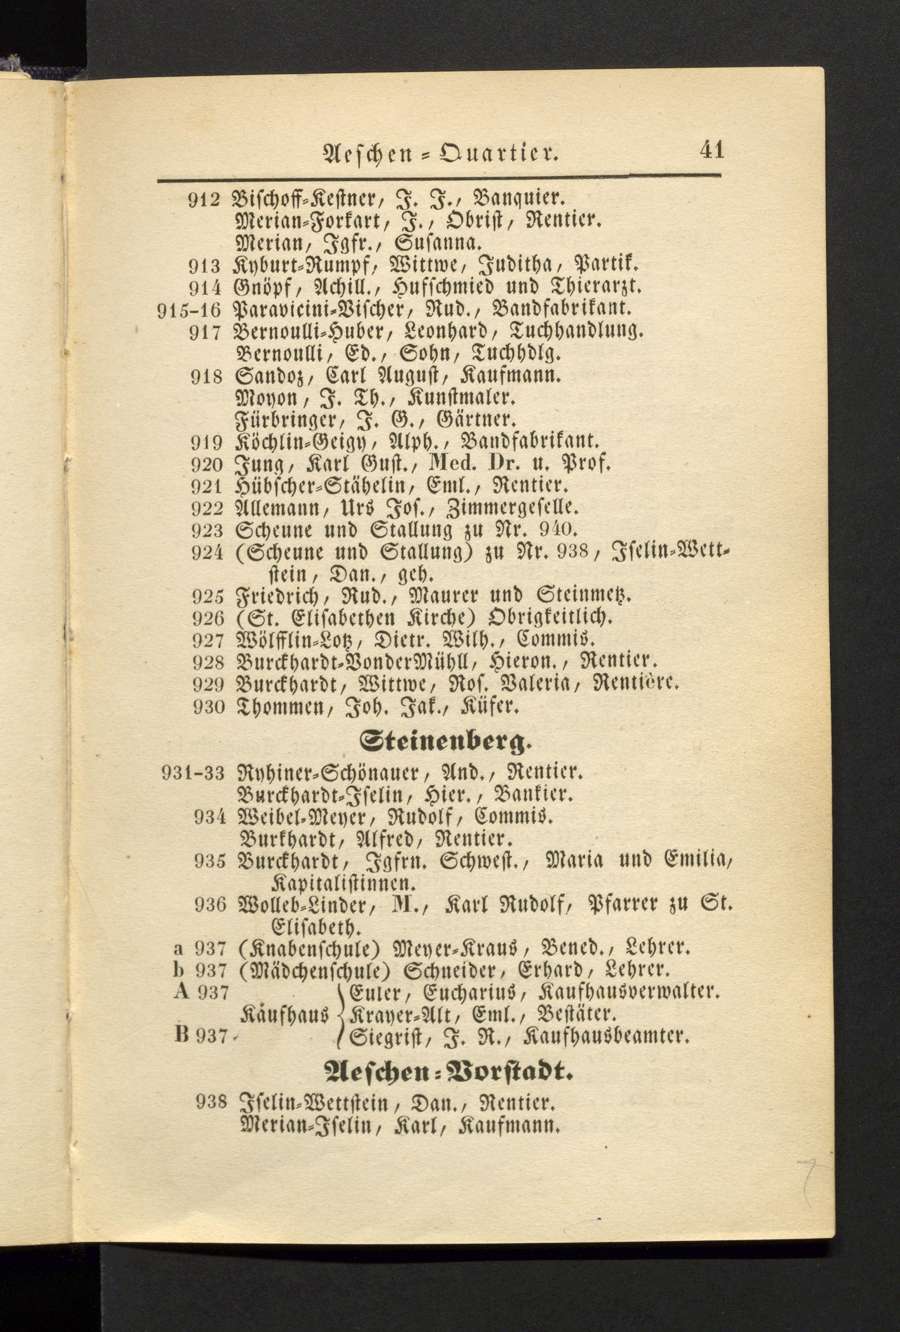 Aeschen-Quartier. 41
912 Bischoff-Kestner, J. J., Banquier.
Merian-Forkart, J., Obrist, Rentier.
Merian, Igfr., Susanna.
913 Kyburt-Rumpf, Wittwe, Juditha, Partik.
914 Gnöpf, Achill., Hufschmied und Thierarzt.
915-16 Paravicini-Vischer, Rud., Bandfabrikant.
917 Bernoulli-Huber, Leonhard, Tuchhandlung.
Bernoulli, Ed., Sohn, Tuchhdlg.
918 Sandoz, Carl August, Kaufmann.
Moyon, J. Th., Kunstmaler.
Fürbringer, J. G., Gärtner.
919 Köchlin-Geigy, Alph., Bandfabrikant.
920 Jung, Karl Gust., Med. Dr. u. Prof.
921 Hübscher-Stähelin, Eml., Rentier.
922 Allemann, Urs Jos., Zimmergeselle.
923 Scheune und Stallung zu Nr. 940.
924 (Scheune und Stallung) zu Nr. 938, Iselin-Wett-
stein, Dan., geh.
925 Friedrich, Rud., Maurer und Steinmetz.
926 (St. Elisabethen Kirche) Obrigkeitlich.
927 Wölfflin-Lotz, Dietr. Wilh., Commis.
928 Burckhardt-VonderMühll, Hieron., Rentier.
929 Burckhardt, Wittwe, Ros. Valeria, Rentière.
930 Thommen, Joh. Jak., Küfer.
Steinenberg.
931-33 Ryhiner-Schönauer, And., Rentier.
Burckhardt-Iselin, Hier., Bankier.
934 Weibel-Meyer, Rudolf, Commis.
Burkhardt, Alfred, Rentier.
935 Burckhardt, Igfrn. Schwest., Maria und Emilia,
Kapitalistinnen.
936 Wolleb-Linder, M., Karl Rudolf, Pfarrer zu St.
Elisabeth.
a 937 (Knabenschule) Meyer-Kraus, Bened., Lehrer.
b 937 (Mädchenschule) Schneider, Erhard, Lehrer.
A 937 Euler, Eucharius, Kaufhausverwalter.
Kaufhaus Krayer-Alt, Eml., Bestäter.
B 937. Siegrist, J. R., Kaufhausbeamter.
Aeschen-Vorstadt.
938 Iselin-Wettstein, Dan., Rentier.
Merian-Iselin, Karl, Kaufmann.